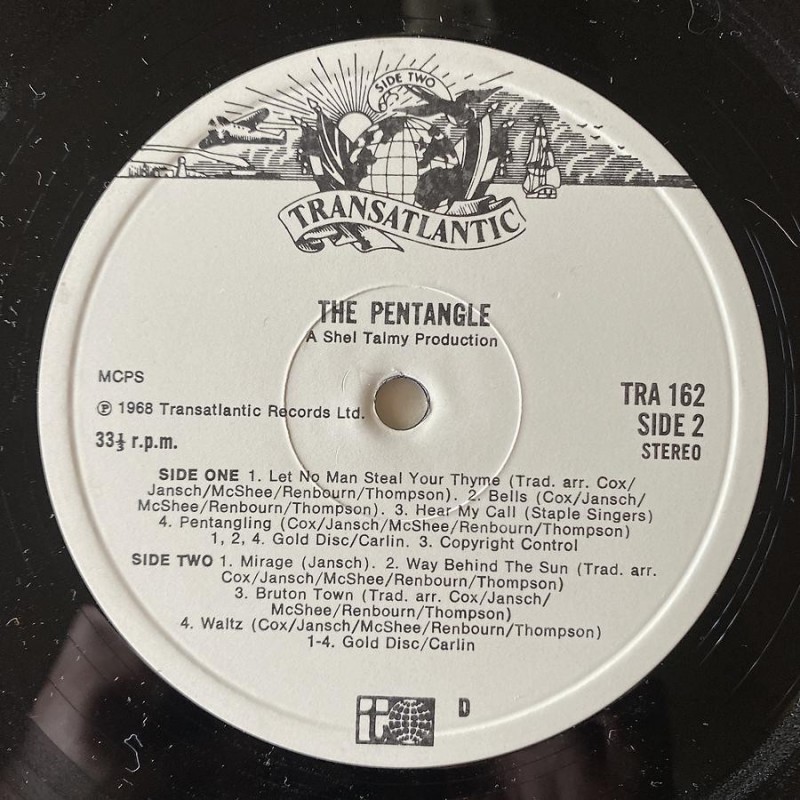 SIDE TWO
TRANSATLANTIC
THE PENTANGLE
A Shel Talmy Production
MCPS
℗ 1968 Transatlantic Records Ltd.
33⅓ r.p.m.
TRA 162
SIDE 2
STEREO
SIDE ONE 1. Let No Man Steal Your Thyme (Trad. arr. Cox/
Jansch/McShee/Renbourn/Thompson). 2. Bells (Cox/Jansch/
McShee/Renbourn/Thompson). 3. Hear My Call (Staple Singers)
4. Pentangling (Cox/Jansch/McShee/Renbourn/Thompson)
1, 2, 4. Gold Disc/Carlin. 3. Copyright Control
SIDE TWO 1. Mirage (Jansch). 2. Way Behind The Sun (Trad. arr.
Cox/Jansch/McShee/Renbourn/Thompson)
3. Bruton Town (Trad. arr. Cox/Jansch/
McShee/Renbourn/Thompson)
4. Waltz (Cox/Jansch/McShee/Renbourn/Thompson)
1-4. Gold Disc/Carlin
it
D